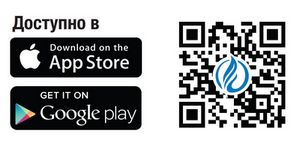 Доступно в
Download on the
App Store
GET IT ON
Google play